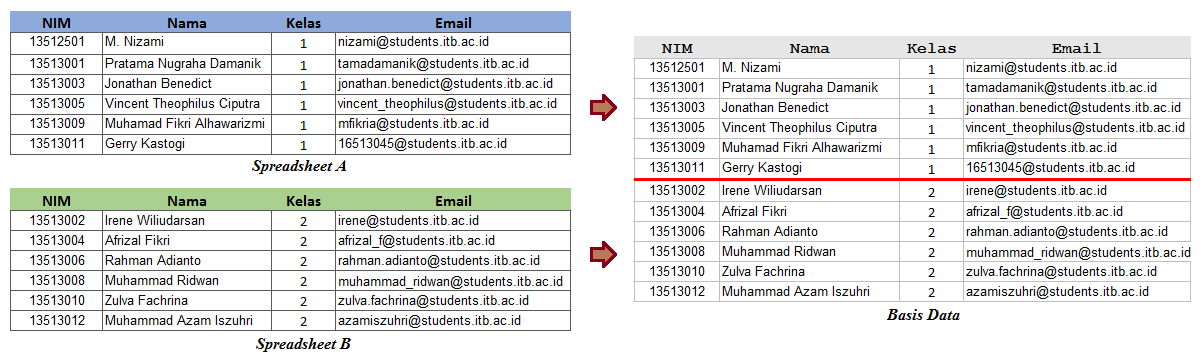 NIM Nama Kelas Email
13512501 M. Nizami 1 nizami@students.itb.ac.id
13513001 Pratama Nugraha Damanik 1 tamadamanik@students.itb.ac.id
13513003 Jonathan Benedict 1 jonathan.benedict@students.itb.ac.id
13513005 Vincent Theophilus Ciputra 1 vincent_theophilus@students.itb.ac.id
13513009 Muhamad Fikri Alhawarizmi 1 mfikria@students.itb.ac.id
13513011 Gerry Kastogi 1 16513045@students.itb.ac.id
Spreadsheet A
NIM Nama Kelas Email
13513002 Irene Wiliudarsan 2 irene@students.itb.ac.id
13513004 Afrizal Fikri 2 afrizal_f@students.itb.ac.id
13513006 Rahman Adianto 2 rahman.adianto@students.itb.ac.id
13513008 Muhammad Ridwan 2 muhammad_ridwan@students.itb.ac.id
13513010 Zulva Fachrina 2 zulva.fachrina@students.itb.ac.id
13513012 Muhammad Azam Iszuhri 2 azamiszuhri@students.itb.ac.id
Spreadsheet B
NIM Nama Kelas Email
13512501 M. Nizami 1 nizami@students.itb.ac.id
13513001 Pratama Nugraha Damanik 1 tamadamanik@students.itb.ac.id
13513003 Jonathan Benedict 1 jonathan.benedict@students.itb.ac.id
13513005 Vincent Theophilus Ciputra 1 vincent_theophilus@students.itb.ac.id
13513009 Muhamad Fikri Alhawarizmi 1 mfikria@students.itb.ac.id
13513011 Gerry Kastogi 1 16513045@students.itb.ac.id
13513002 Irene Wiliudarsan 2 irene@students.itb.ac.id
13513004 Afrizal Fikri 2 afrizal_f@students.itb.ac.id
13513006 Rahman Adianto 2 rahman.adianto@students.itb.ac.id
13513008 Muhammad Ridwan 2 muhammad_ridwan@students.itb.ac.id
13513010 Zulva Fachrina 2 zulva.fachrina@students.itb.ac.id
13513012 Muhammad Azam Iszuhri 2 azamiszuhri@students.itb.ac.id
Basis Data